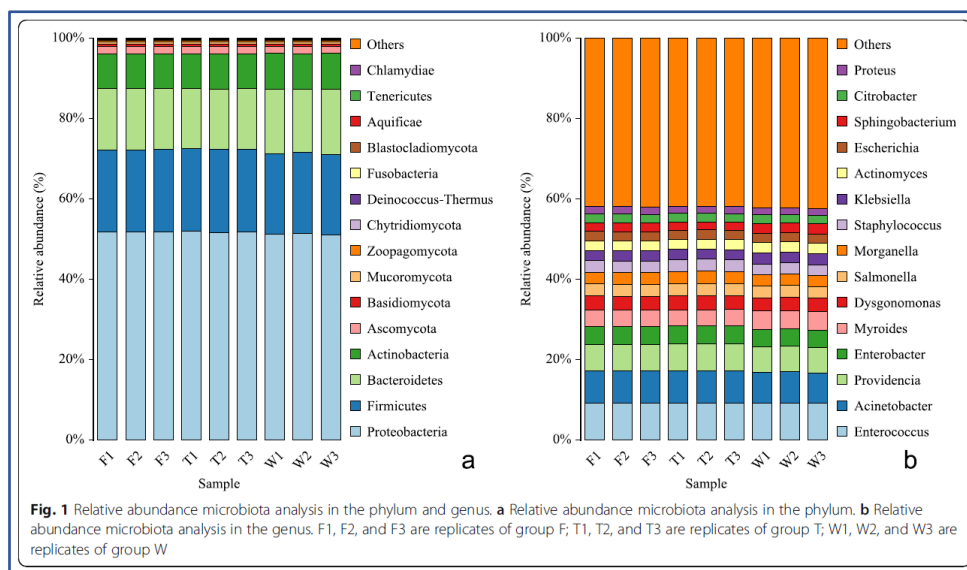 100%
80%
60%
40%
20%
0%
Relative abundance (%)
F1
F2
F3
T1
T2
T3
W1
W2
W3
Sample
Others
Chlamydiae
Tenericutes
Aquificae
Blastocladiomycota
Fusobacteria
Deinococcus-Thermus
Chytridiomycota
Zoopagomycota
Mucoromycota
Basidiomycota
Ascomycota
Actinobacteria
Bacteroidetes
Firmicutes
Proteobacteria
a
100%
80%
60%
40%
20%
0%
Relative abundance (%)
F1
F2
F3
T1
T2
T3
W1
W2
W3
Sample
Others
Proteus
Citrobacter
Sphingobacterium
Escherichia
Actinomyces
Klebsiella
Staphylococcus
Morganella
Salmonella
Dysgonomonas
Myroides
Enterobacter
Providencia
Acinetobacter
Enterococcus
b
Fig. 1 Relative abundance microbiota analysis in the phylum and genus. a Relative abundance microbiota analysis in the phylum. b Relative
abundance microbiota analysis in the genus. F1, F2, and F3 are replicates of group F; T1, T2, and T3 are replicates of group T; W1, W2, and W3 are
replicates of group W